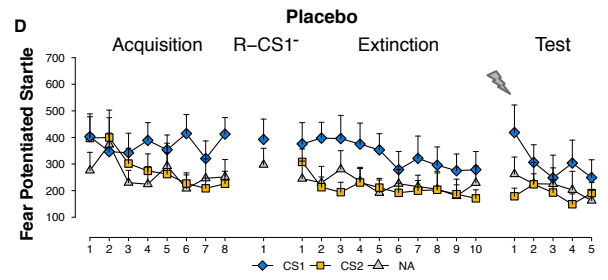 D
Placebo
Acquisition R–CS1- Extinction Test
Fear Potentiated Startle
700
600
500
400
300
200
100
1 2 3 4 5 6 7 8 1 1 2 3 4 5 6 7 8 9 10 1 2 3 4 5
CS1 CS2 NA